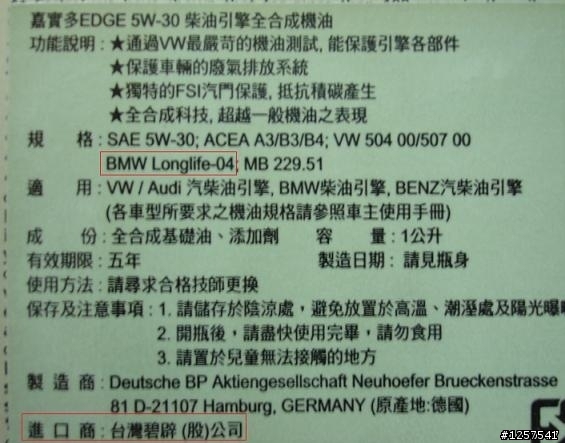 嘉實多EDGE 5W-30 柴油引擎全合成機油
功能說明 : ★通過VW最嚴苛的機油測試, 能保護引擎各部件
★保護車輛的廢氣排放系統
★獨特的FSI汽門保護, 抵抗積碳產生
★全合成科技, 超越一般機油之表現
規 格 : SAE 5W-30; ACEA A3/B3/B4; VW 504 00/507 00
BMW Longlife-04; MB 229.51
適 用 : VW / Audi 汽柴油引擎, BMW柴油引擎, BENZ汽柴油引擎
(各車型所要求之機油規格請參照車主使用手冊)
成 份 : 全合成基礎油、添加劑 容 量 : 1公升
有效期限 : 五年 製造日期 : 請見瓶身
使用方法 : 請尋求合格技師更換
保存及注意事項 : 1. 請儲存於陰涼處，避免放置於高溫、潮溼處及陽光曝
2. 開瓶後，請盡快使用完畢，請勿食用
3. 請置於兒童無法接觸的地方
製 造 商 : Deutsche BP Aktiengesellschaft Neuhoefer Brueckenstrasse
81 D-21107 Hamburg, GERMANY (原產地:德國)
進 口 商 : 台灣碧辟 (股)公司
#1257541